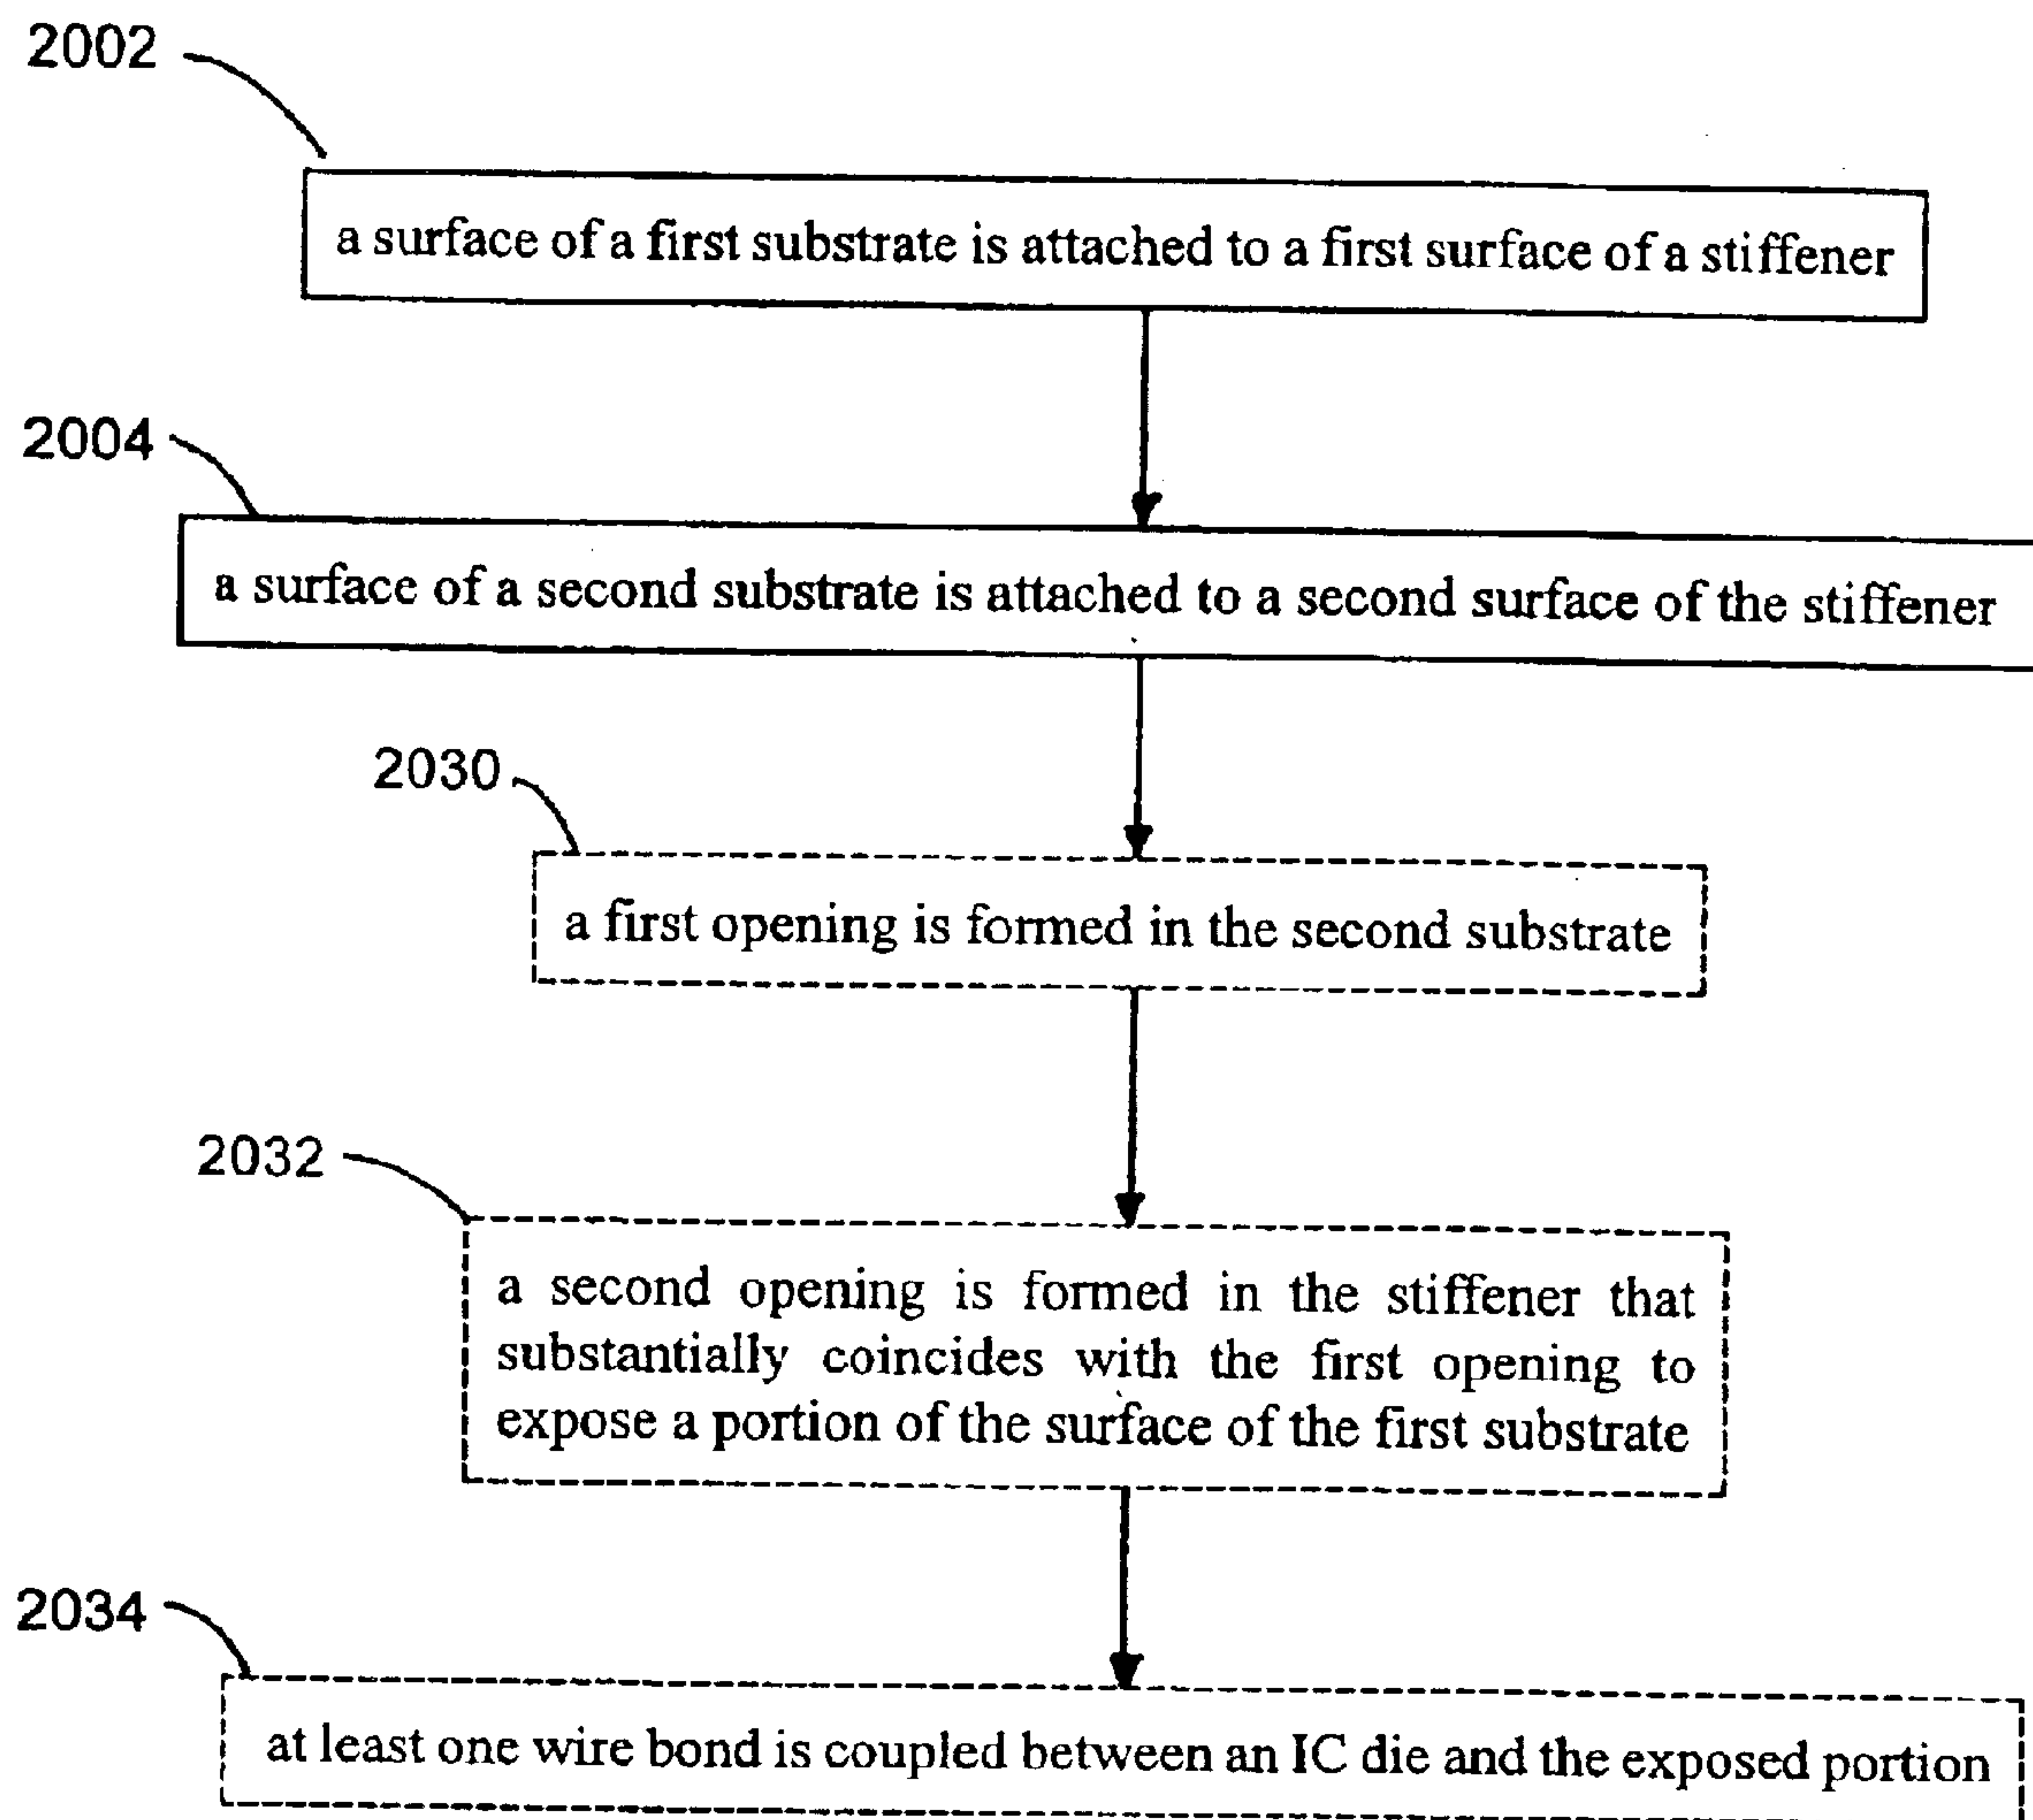 2002
a surface of a first substrate is attached to a first surface of a stiffener
2004
a surface of a second substrate is attached to a second surface of the stiffener
2030
a first opening is formed in the second substrate
2032
a second opening is formed in the stiffener that
substantially coincides with the first opening to
expose a portion of the surface of the first substrate
2034
at least one wire bond is coupled between an IC die and the exposed portion